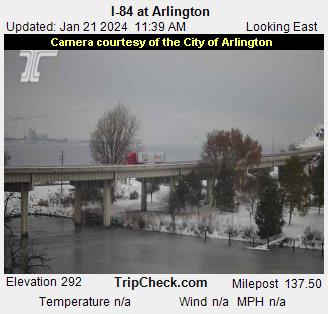 I-84 at Arlington
Updated: Jan 21 2024 11:39 AM Looking East
Camera courtesy of the City of Arlington
Elevation 292 TripCheck.com Milepost 137.50
Temperature n/a Wind n/a MPH n/a